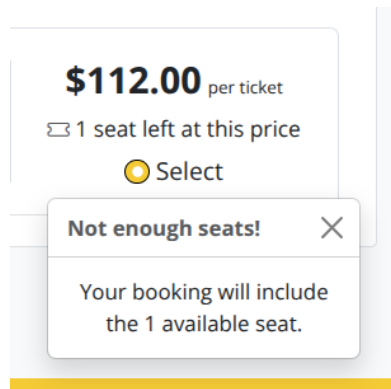 $112.00 per ticket
1 seat left at this price
Select
Not enough seats!
Your booking will include
the 1 available seat.